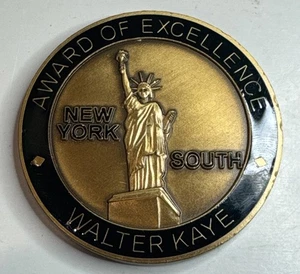 AWARD OF EXCELLENCE
NEW
YORK
SOUTH
WALTER KAYE